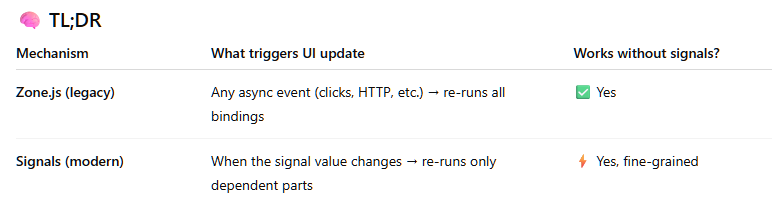 🧠 TL;DR
Mechanism What triggers UI update Works without signals?
Zone.js (legacy) Any async event (clicks, HTTP, etc.) → re-runs all ✅ Yes
bindings
Signals (modern) When the signal value changes → re-runs only ⚡ Yes, fine-grained
dependent parts